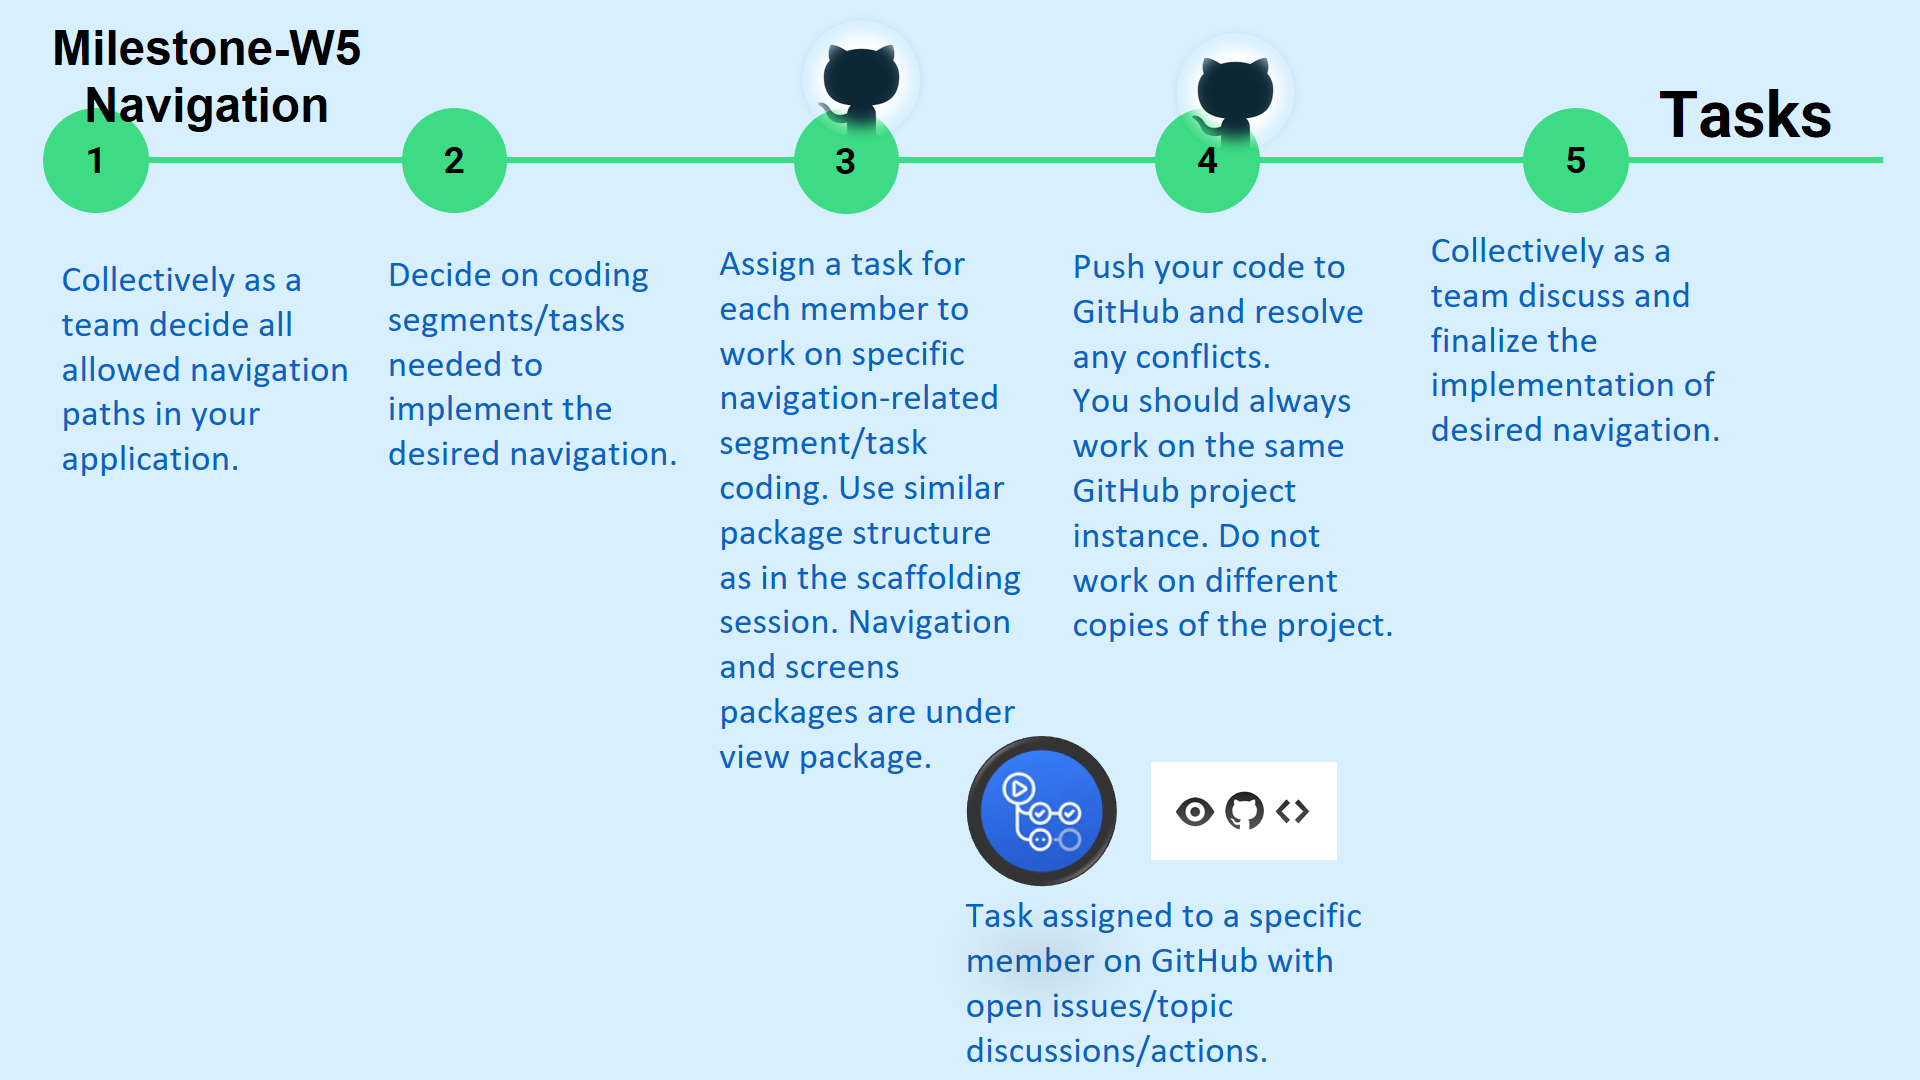 Milestone-W5
Navigation
Tasks
1
2
3
4
5
Collectively as a
team decide all
allowed navigation
paths in your
application.
Decide on coding
segments/tasks
needed to
implement the
desired navigation.
Assign a task for
each member to
work on specific
navigation-related
segment/task
coding. Use similar
package structure
as in the scaffolding
session. Navigation
and screens
packages are under
view package.
Push your code to
GitHub and resolve
any conflicts.
You should always
work on the same
GitHub project
instance. Do not
work on different
copies of the project.
Collectively as a
team discuss and
finalize the
implementation of
desired navigation.
Task assigned to a specific
member on GitHub with
open issues/topic
discussions/actions.